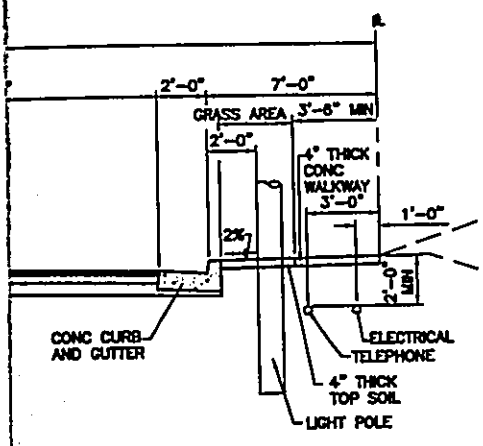 ℄
2'-0" 7'-0"
GRASS AREA 3'-6" MIN
2'-0"
4" THICK
CONC
WALKWAY
3'-0"
1'-0"
2%
2'-0"
MIN
CONC CURB
AND GUTTER
ELECTRICAL
TELEPHONE
4" THICK
TOP SOIL
LIGHT POLE